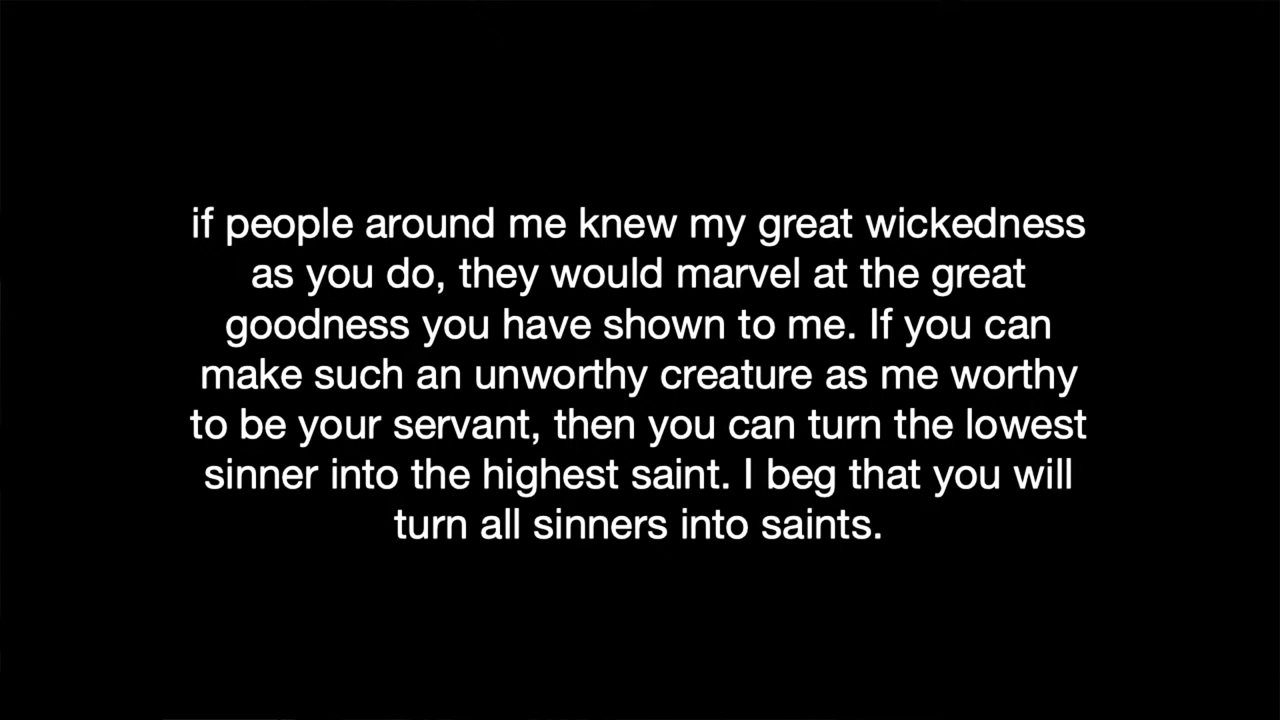 if people around me knew my great wickedness
as you do, they would marvel at the great
goodness you have shown to me. If you can
make such an unworthy creature as me worthy
to be your servant, then you can turn the lowest
sinner into the highest saint. I beg that you will
turn all sinners into saints.